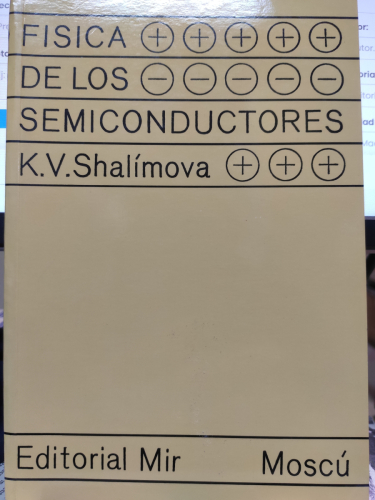 FISICA ⊕ ⊕ ⊕ ⊕ ⊕
DE LOS ⊖ ⊖ ⊖ ⊖ ⊖
SEMICONDUCTORES
K.V.Shalímova ⊕ ⊕ ⊕
Editorial Mir Moscú